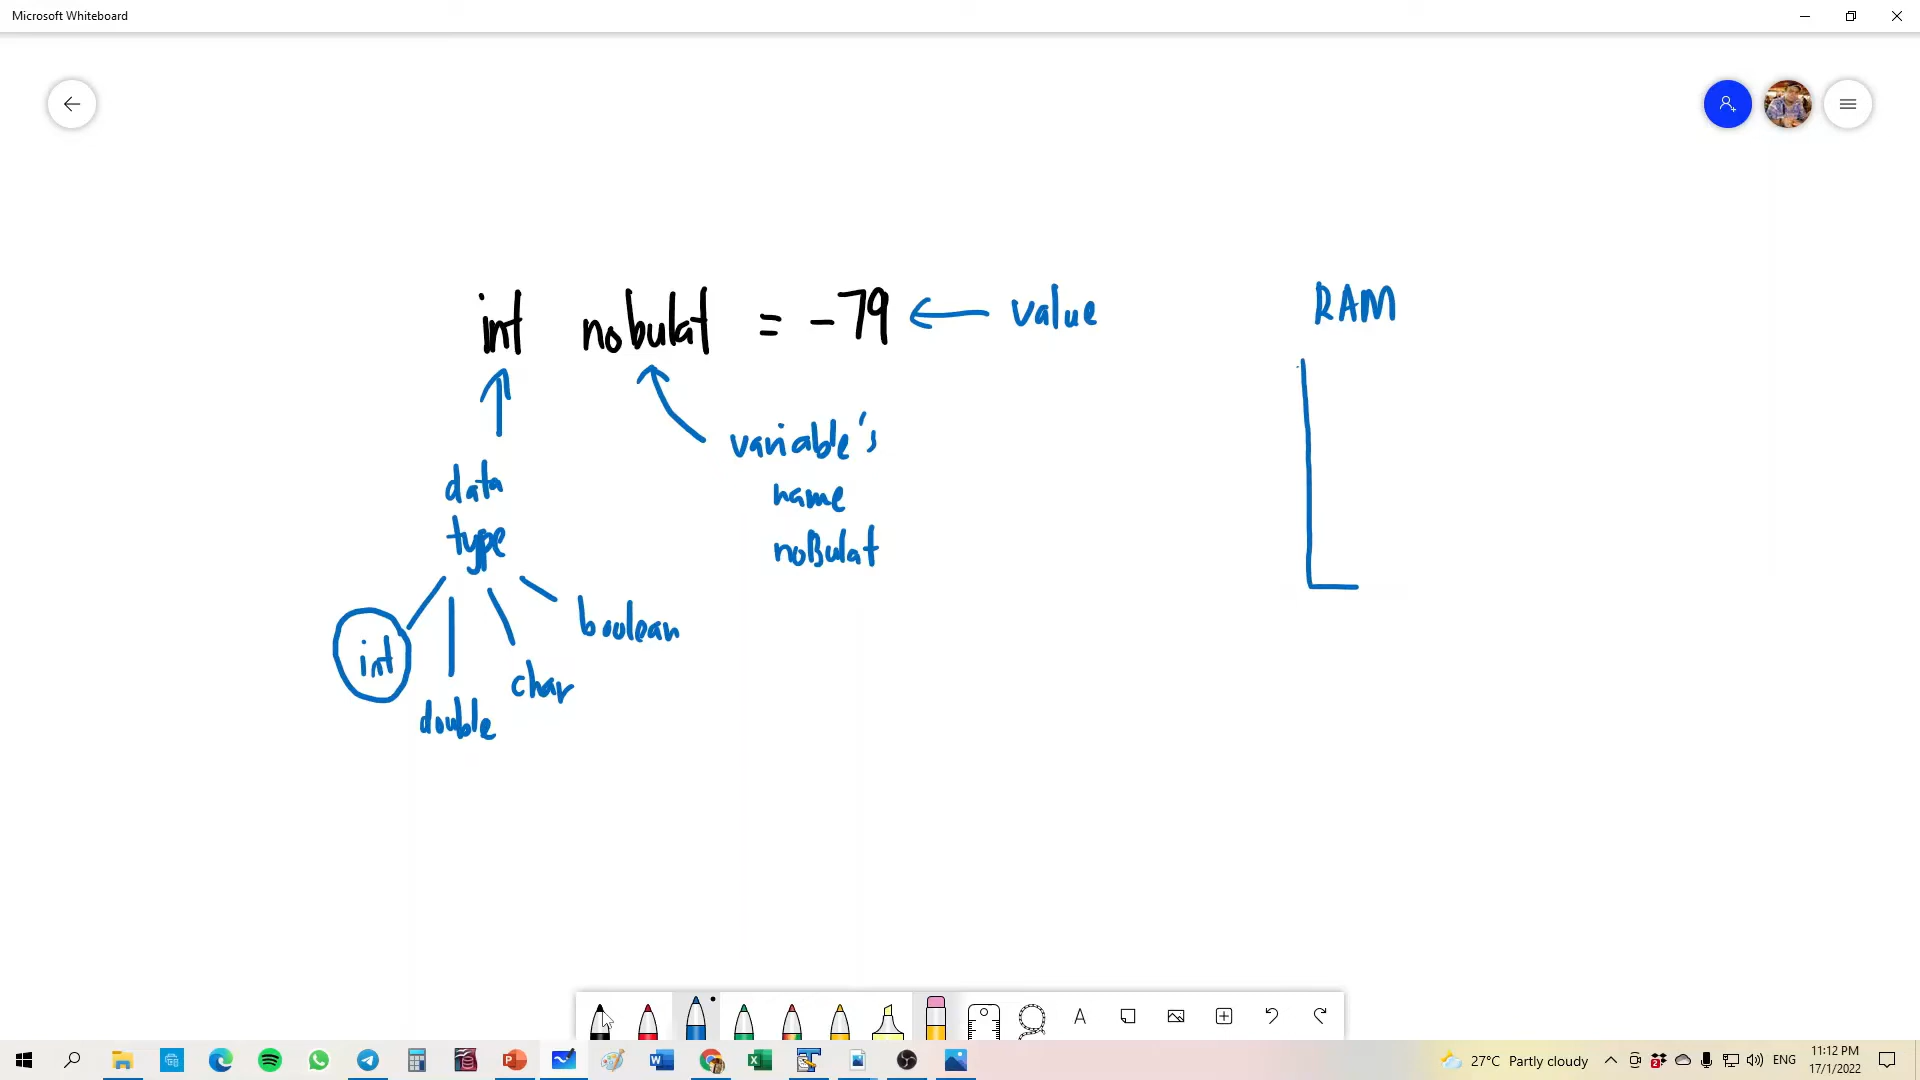 Microsoft Whiteboard
int nobulat = -79 value
RAM
data
type
variable's
name
noBulat
int
double
char
boolean
A
27°C Partly cloudy
ENG
11:12 PM
17/1/2022